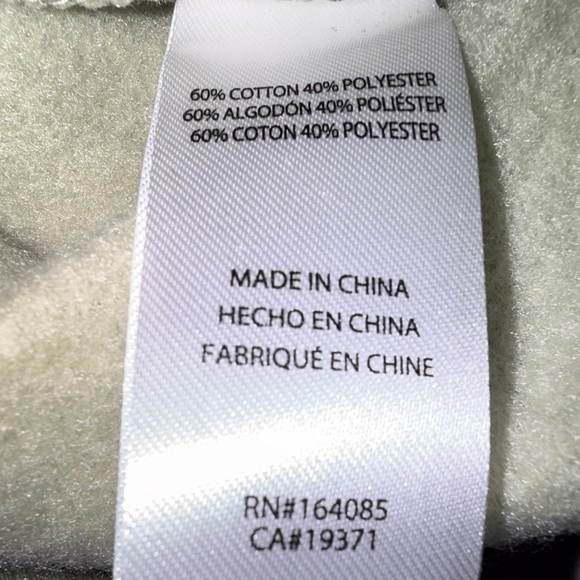 60% COTTON 40% POLYESTER
60% ALGODÓN 40% POLIÉSTER
60% COTON 40% POLYESTER
MADE IN CHINA
HECHO EN CHINA
FABRIQUÉ EN CHINE
RN#164085
CA#19371